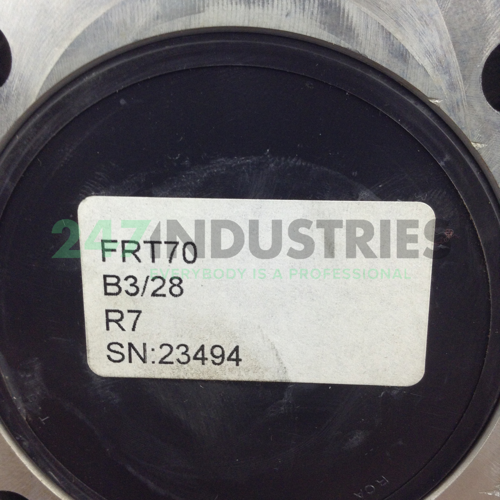 247INDUSTRIES
EVERYBODY IS A PROFESSIONAL
FRT70
B3/28
R7
SN:23494